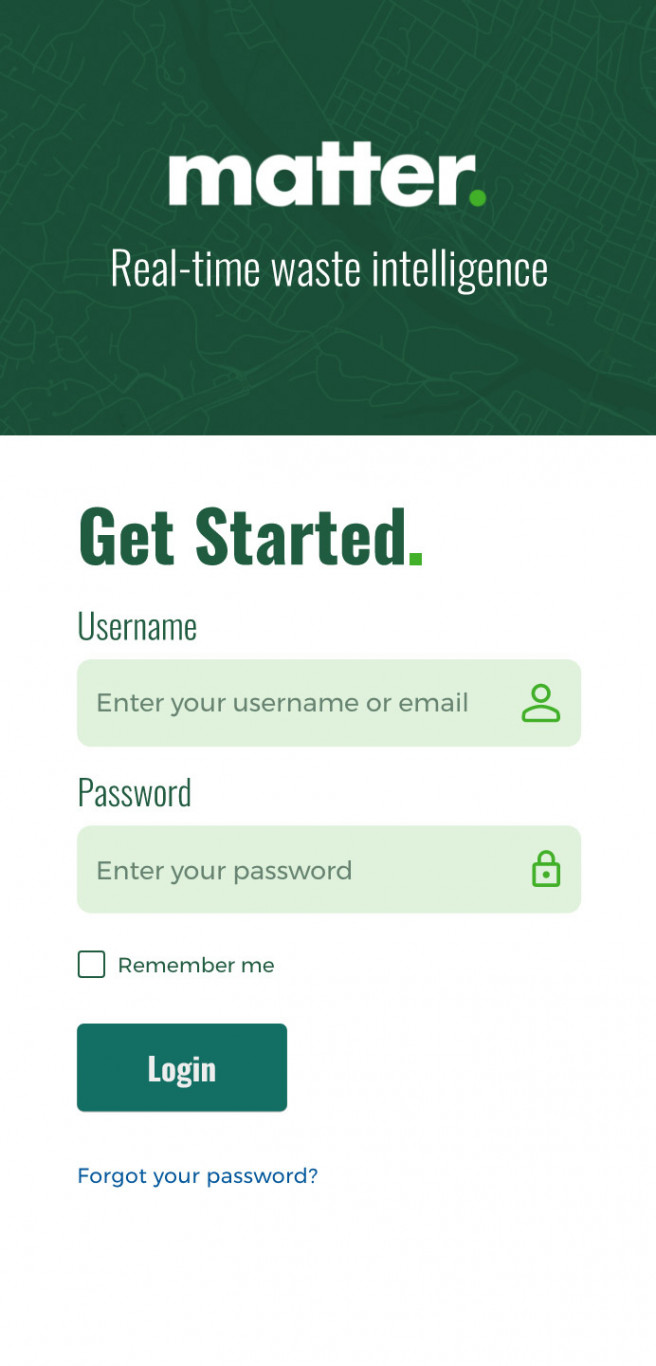 matter.
Real-time waste intelligence
Get Started.
Username
Enter your username or email
Password
Enter your password
Remember me
Login
Forgot your password?